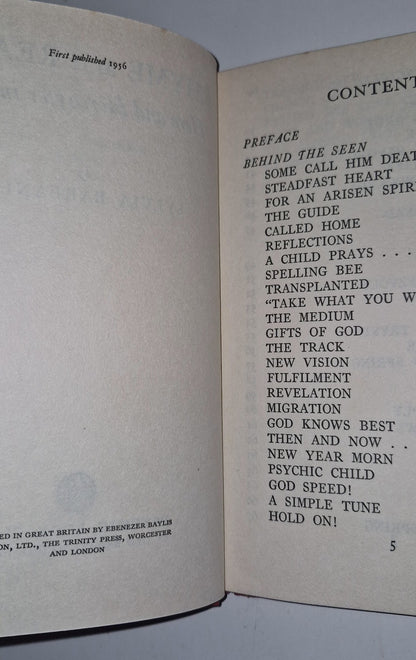 First published 1956
ED IN GREAT BRITAIN BY EBENEZER BAYLIS
ON, LTD., THE TRINITY PRESS, WORCESTER
AND LONDON
CONTENT
PREFACE
BEHIND THE SEEN
SOME CALL HIM DEAT
STEADFAST HEART
FOR AN ARISEN SPIRI
THE GUIDE
CALLED HOME
REFLECTIONS
A CHILD PRAYS . . . .
SPELLING BEE
TRANSPLANTED
“TAKE WHAT YOU W
THE MEDIUM
GIFTS OF GOD
THE TRACK
NEW VISION
FULFILMENT
REVELATION
MIGRATION
GOD KNOWS BEST
THEN AND NOW . .
NEW YEAR MORN
PSYCHIC CHILD
GOD SPEED!
A SIMPLE TUNE
HOLD ON!
5